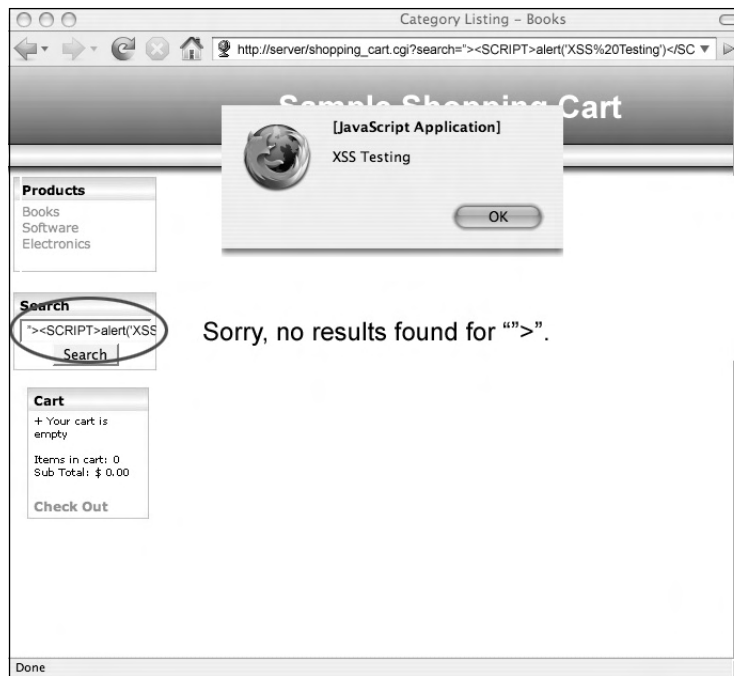 Category Listing – Books
http://server/shopping_cart.cgi?search="><SCRIPT>alert('XSS%20Testing')</SC
Sample Shopping Cart
[JavaScript Application]
XSS Testing
OK
Products
Books
Software
Electronics
Search
"><SCRIPT>alert('XSS
Search
Sorry, no results found for “”>”.
Cart
+ Your cart is
empty
Items in cart: 0
Sub Total: $ 0.00
Check Out
Done